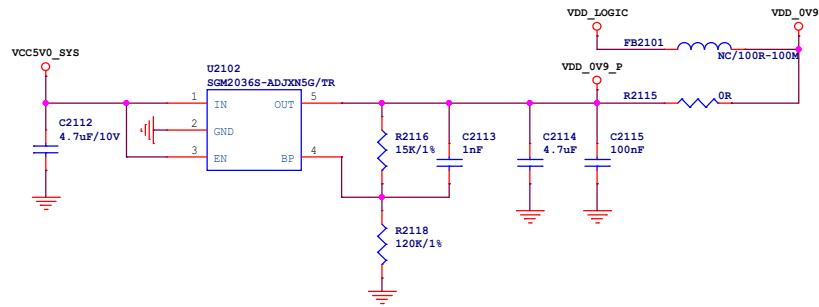 VDD_LOGIC
VDD_0V9
VCC5V0_SYS
FB2101
NC/100R-100M
U2102
SGM2036S-ADJXN5G/TR
VDD_0V9_P
1 IN OUT 5
R2115 0R
C2112
4.7uF/10V
2 GND
R2116
15K/1%
C2113
1nF
C2114
4.7uF
C2115
100nF
3 EN BP 4
R2118
120K/1%